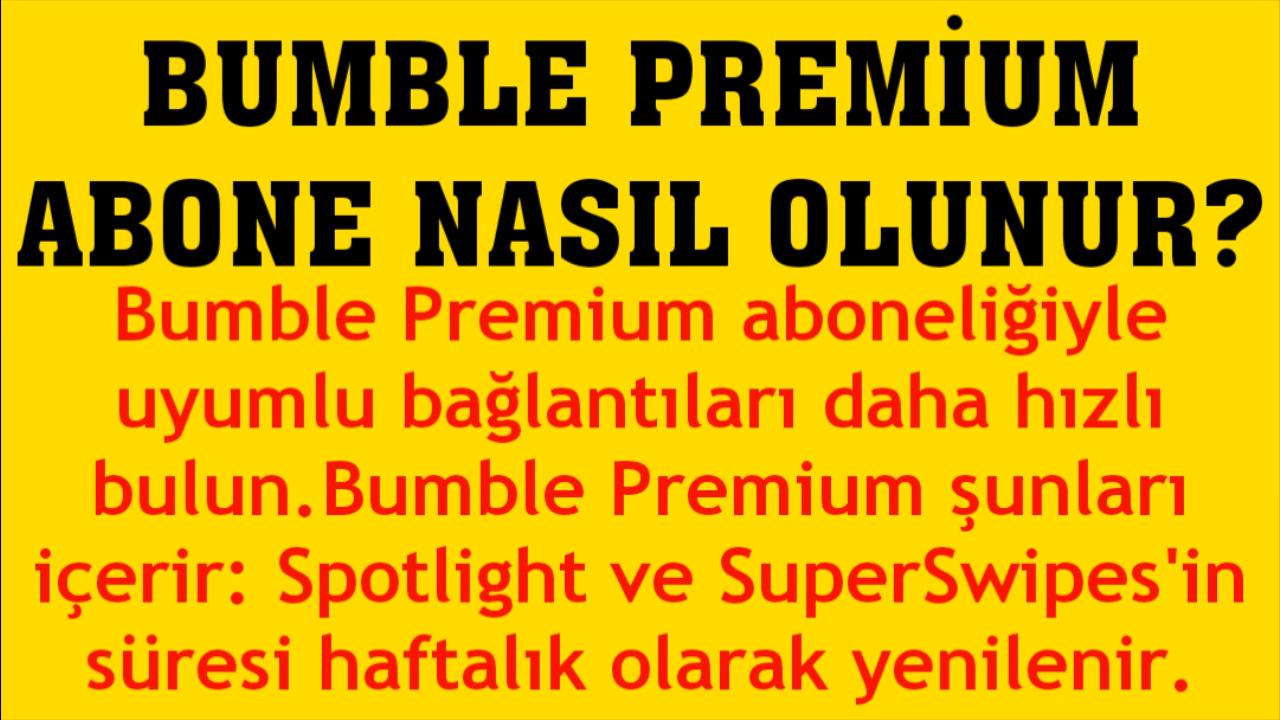 BUMBLE PREMİUM
ABONE NASIL OLUNUR?
Bumble Premium aboneliğiyle
uyumlu bağlantıları daha hızlı
bulun.Bumble Premium şunları
içerir: Spotlight ve SuperSwipes'in
süresi haftalık olarak yenilenir.